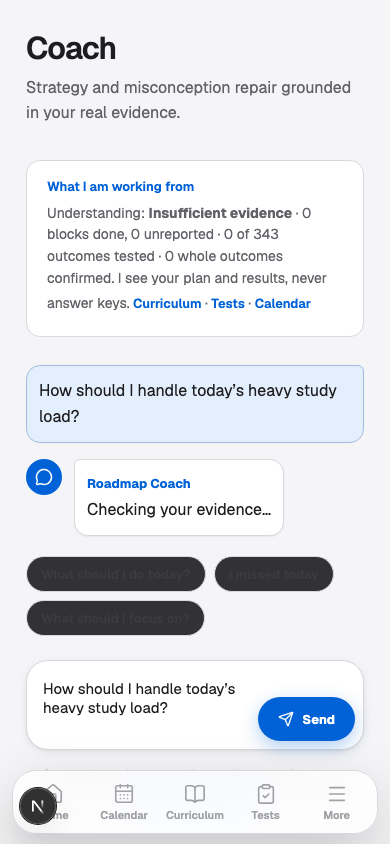 Coach
Strategy and misconception repair grounded
in your real evidence.
What I am working from
Understanding: Insufficient evidence · 0
blocks done, 0 unreported · 0 of 343
outcomes tested · 0 whole outcomes
confirmed. I see your plan and results, never
answer keys. Curriculum · Tests · Calendar
How should I handle today’s heavy study
load?
Roadmap Coach
Checking your evidence…
What should I do today? I missed today
What should I focus on?
How should I handle today’s
heavy study load?
Send
N me Calendar Curriculum Tests More